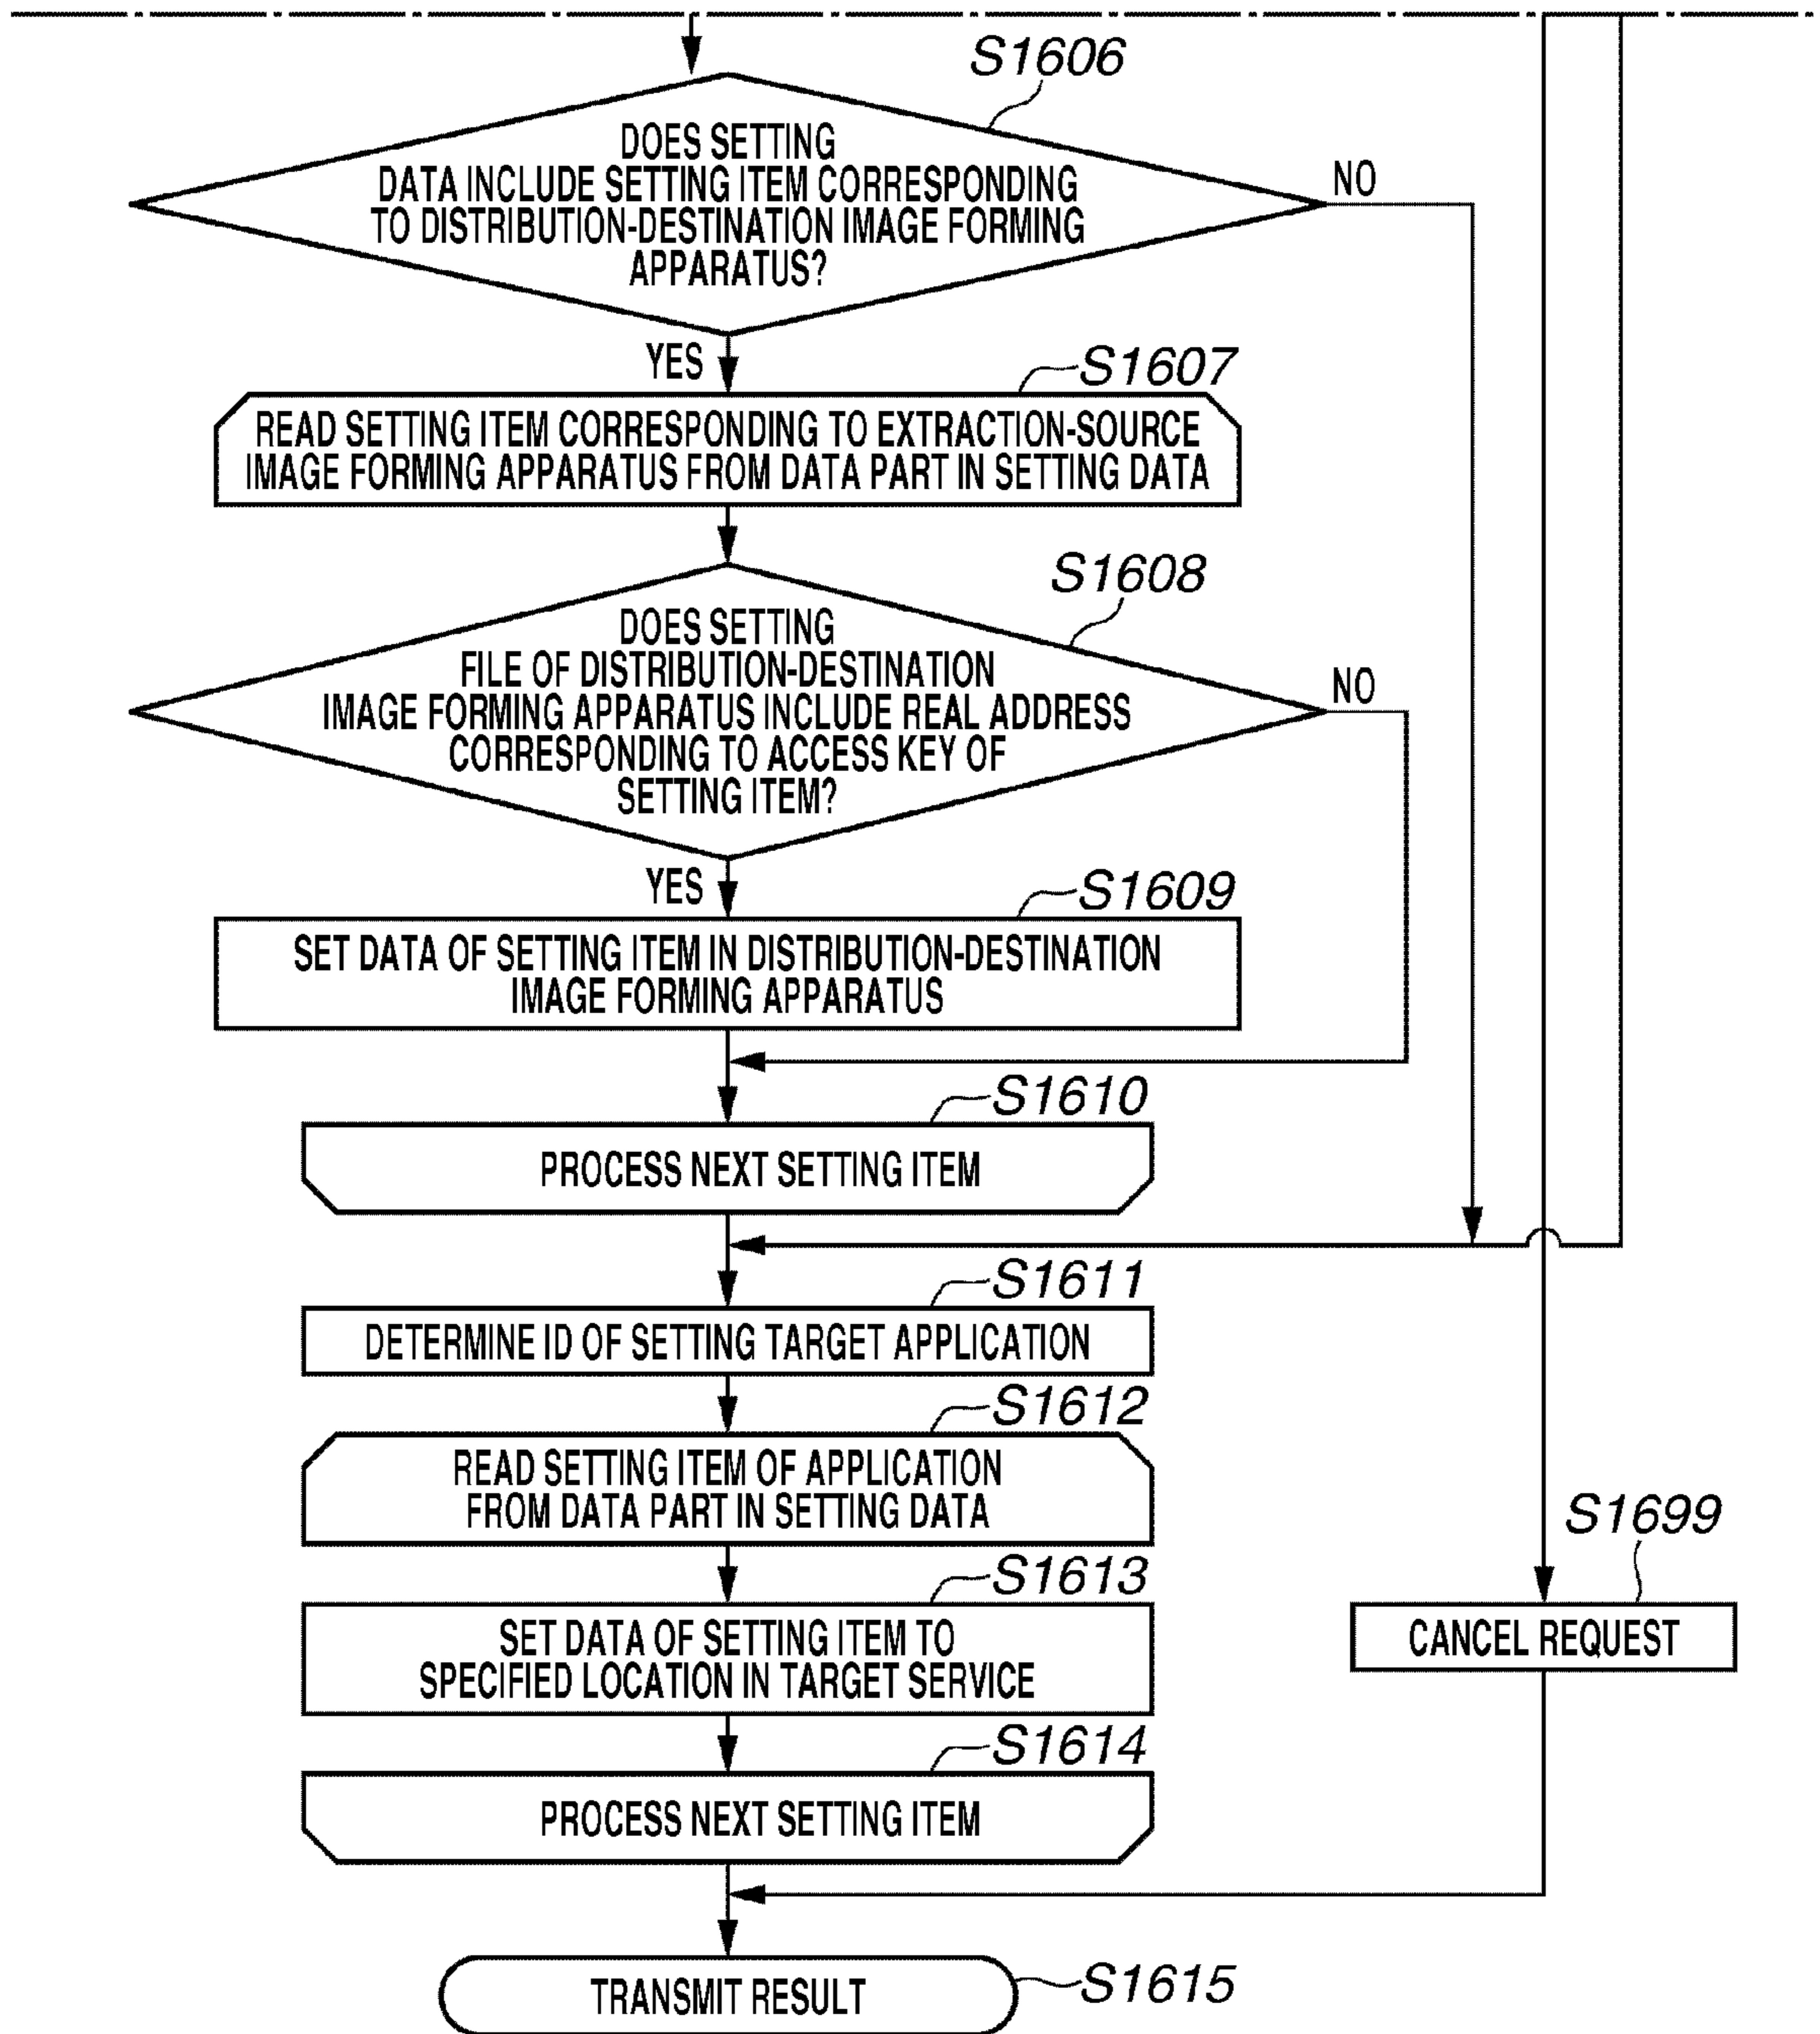 S1606
DOES SETTING
DATA INCLUDE SETTING ITEM CORRESPONDING
TO DISTRIBUTION-DESTINATION IMAGE FORMING
APPARATUS?
NO
YES
S1607
READ SETTING ITEM CORRESPONDING TO EXTRACTION-SOURCE
IMAGE FORMING APPARATUS FROM DATA PART IN SETTING DATA
S1608
DOES SETTING
FILE OF DISTRIBUTION-DESTINATION
IMAGE FORMING APPARATUS INCLUDE REAL ADDRESS
CORRESPONDING TO ACCESS KEY OF
SETTING ITEM?
NO
YES
S1609
SET DATA OF SETTING ITEM IN DISTRIBUTION-DESTINATION
IMAGE FORMING APPARATUS
S1610
PROCESS NEXT SETTING ITEM
S1611
DETERMINE ID OF SETTING TARGET APPLICATION
S1612
READ SETTING ITEM OF APPLICATION
FROM DATA PART IN SETTING DATA
S1613
SET DATA OF SETTING ITEM TO
SPECIFIED LOCATION IN TARGET SERVICE
S1699
CANCEL REQUEST
S1614
PROCESS NEXT SETTING ITEM
TRANSMIT RESULT
S1615